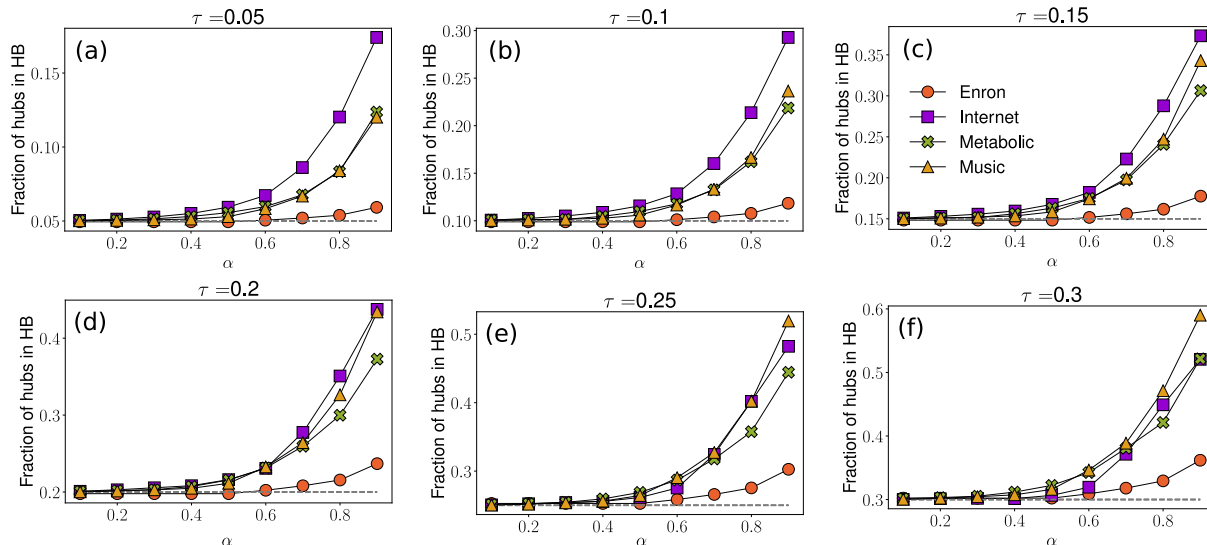 τ =0.05
(a)
Fraction of hubs in HB
0.15
0.10
0.05
0.2 0.4 0.6 0.8
α
τ =0.1
(b)
Fraction of hubs in HB
0.30
0.25
0.20
0.15
0.10
0.2 0.4 0.6 0.8
α
τ =0.15
(c)
Fraction of hubs in HB
0.35
0.30
0.25
0.20
0.15
Enron
Internet
Metabolic
Music
0.2 0.4 0.6 0.8
α
τ =0.2
(d)
Fraction of hubs in HB
0.4
0.3
0.2
0.2 0.4 0.6 0.8
α
τ =0.25
(e)
Fraction of hubs in HB
0.5
0.4
0.3
0.2 0.4 0.6 0.8
α
τ =0.3
(f)
Fraction of hubs in HB
0.6
0.5
0.4
0.3
0.2 0.4 0.6 0.8
α